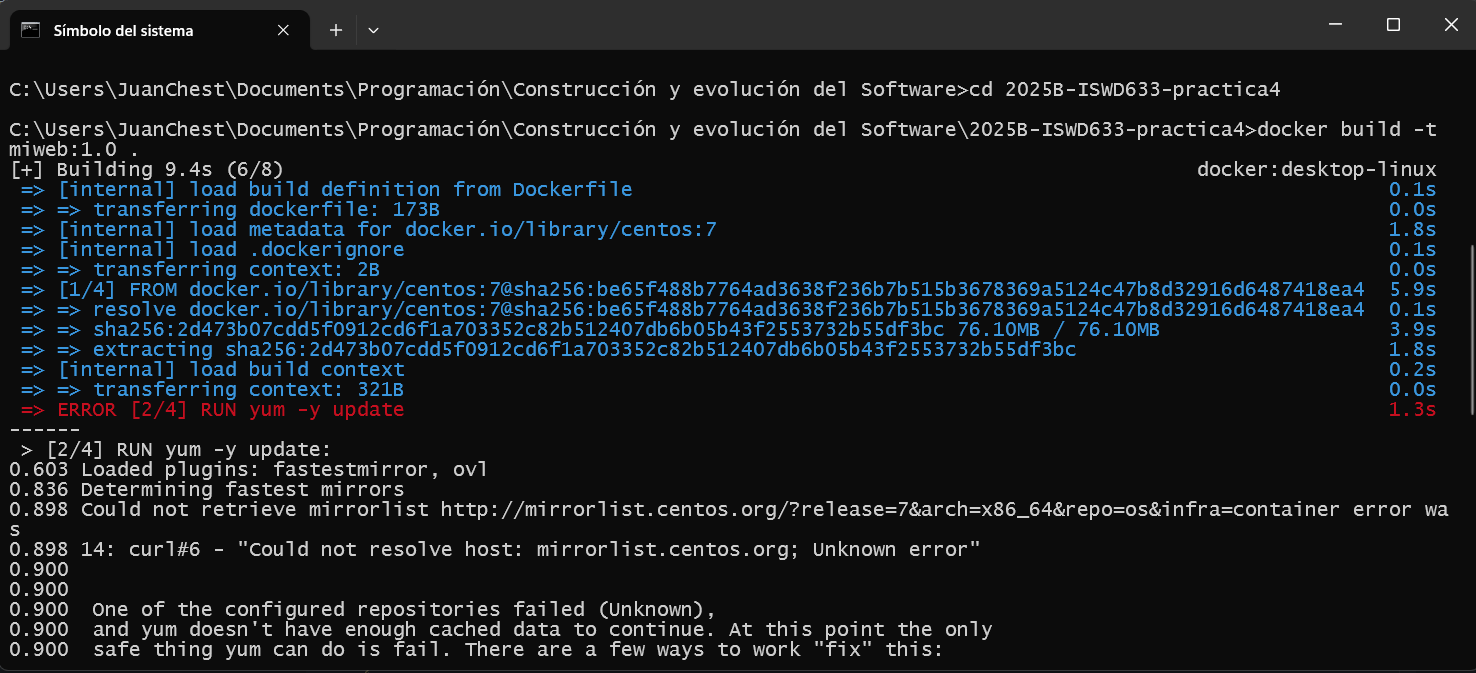 Símbolo del sistema
C:\Users\JuanChest\Documents\Programación\Construcción y evolución del Software>cd 2025B-ISWD633-practica4
C:\Users\JuanChest\Documents\Programación\Construcción y evolución del Software\2025B-ISWD633-practica4>docker build -t
miweb:1.0 .
[+] Building 9.4s (6/8) docker:desktop-linux
=> [internal] load build definition from Dockerfile 0.1s
=> => transferring dockerfile: 173B 0.0s
=> [internal] load metadata for docker.io/library/centos:7 1.8s
=> [internal] load .dockerignore 0.1s
=> => transferring context: 2B 0.0s
=> [1/4] FROM docker.io/library/centos:7@sha256:be65f488b7764ad3638f236b7b515b3678369a5124c47b8d32916d6487418ea4 5.9s
=> => resolve docker.io/library/centos:7@sha256:be65f488b7764ad3638f236b7b515b3678369a5124c47b8d32916d6487418ea4 0.1s
=> => sha256:2d473b07cdd5f0912cd6f1a703352c82b512407db6b05b43f2553732b55df3bc 76.10MB / 76.10MB 3.9s
=> => extracting sha256:2d473b07cdd5f0912cd6f1a703352c82b512407db6b05b43f2553732b55df3bc 1.8s
=> [internal] load build context 0.2s
=> => transferring context: 321B 0.0s
=> ERROR [2/4] RUN yum -y update 1.3s
------
> [2/4] RUN yum -y update:
0.603 Loaded plugins: fastestmirror, ovl
0.836 Determining fastest mirrors
0.898 Could not retrieve mirrorlist http://mirrorlist.centos.org/?release=7&arch=x86_64&repo=os&infra=container error wa
s
0.898 14: curl#6 - "Could not resolve host: mirrorlist.centos.org; Unknown error"
0.900
0.900
0.900 One of the configured repositories failed (Unknown),
0.900 and yum doesn't have enough cached data to continue. At this point the only
0.900 safe thing yum can do is fail. There are a few ways to work "fix" this: